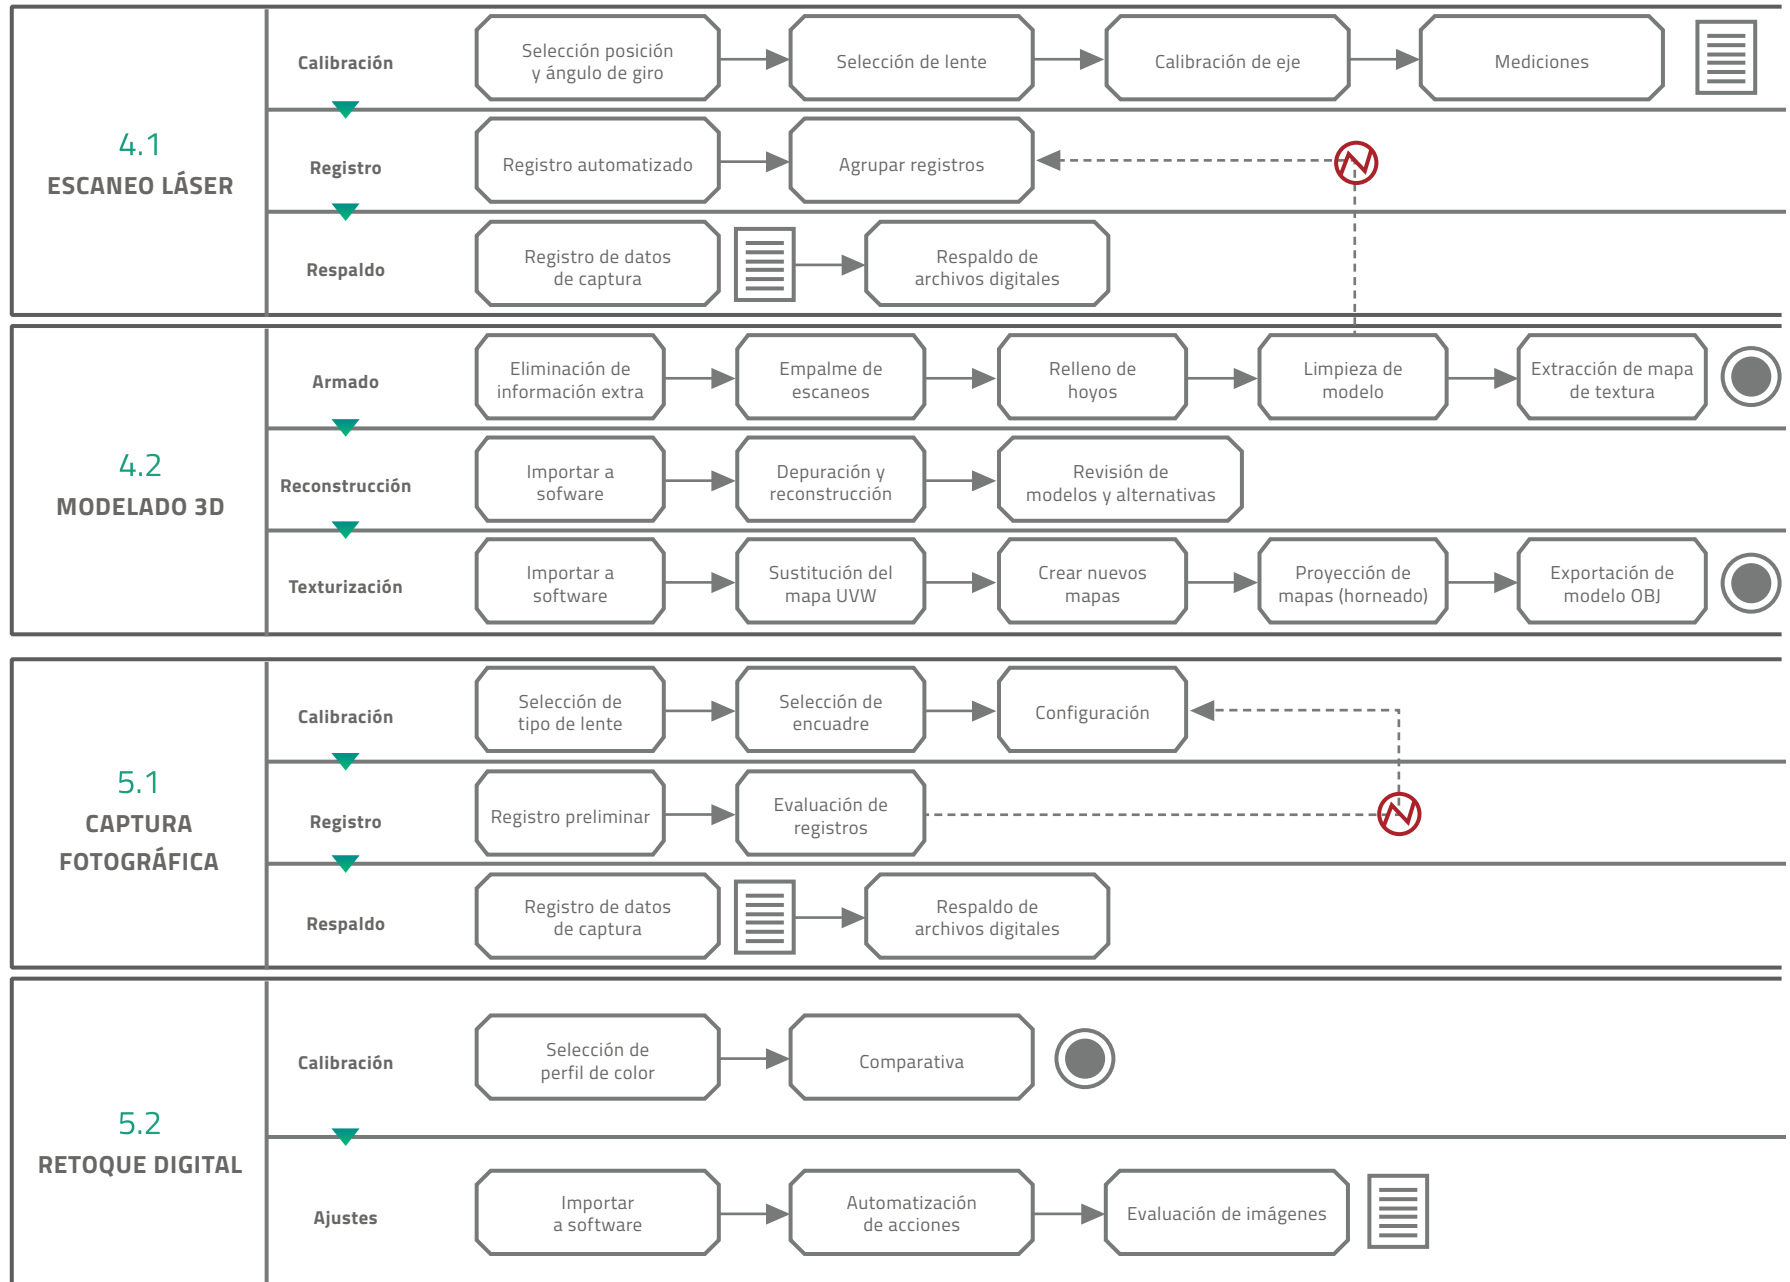 4.1
ESCANEO LÁSER
Calibración
Selección posición
y ángulo de giro
Selección de lente
Calibración de eje
Mediciones
Registro
Registro automatizado
Agrupar registros
Respaldo
Registro de datos
de captura
Respaldo de
archivos digitales
4.2
MODELADO 3D
Armado
Eliminación de
información extra
Empalme de
escaneos
Relleno de
hoyos
Limpieza de
modelo
Extracción de mapa
de textura
Reconstrucción
Importar a
sofware
Depuración y
reconstrucción
Revisión de
modelos y alternativas
Texturización
Importar a
software
Sustitución del
mapa UVW
Crear nuevos
mapas
Proyección de
mapas (horneado)
Exportación de
modelo OBJ
5.1
CAPTURA
FOTOGRÁFICA
Calibración
Selección de
tipo de lente
Selección de
encuadre
Configuración
Registro
Registro preliminar
Evaluación de
registros
Respaldo
Registro de datos
de captura
Respaldo de
archivos digitales
5.2
RETOQUE DIGITAL
Calibración
Selección de
perfil de color
Comparativa
Ajustes
Importar
a software
Automatización
de acciones
Evaluación de imágenes